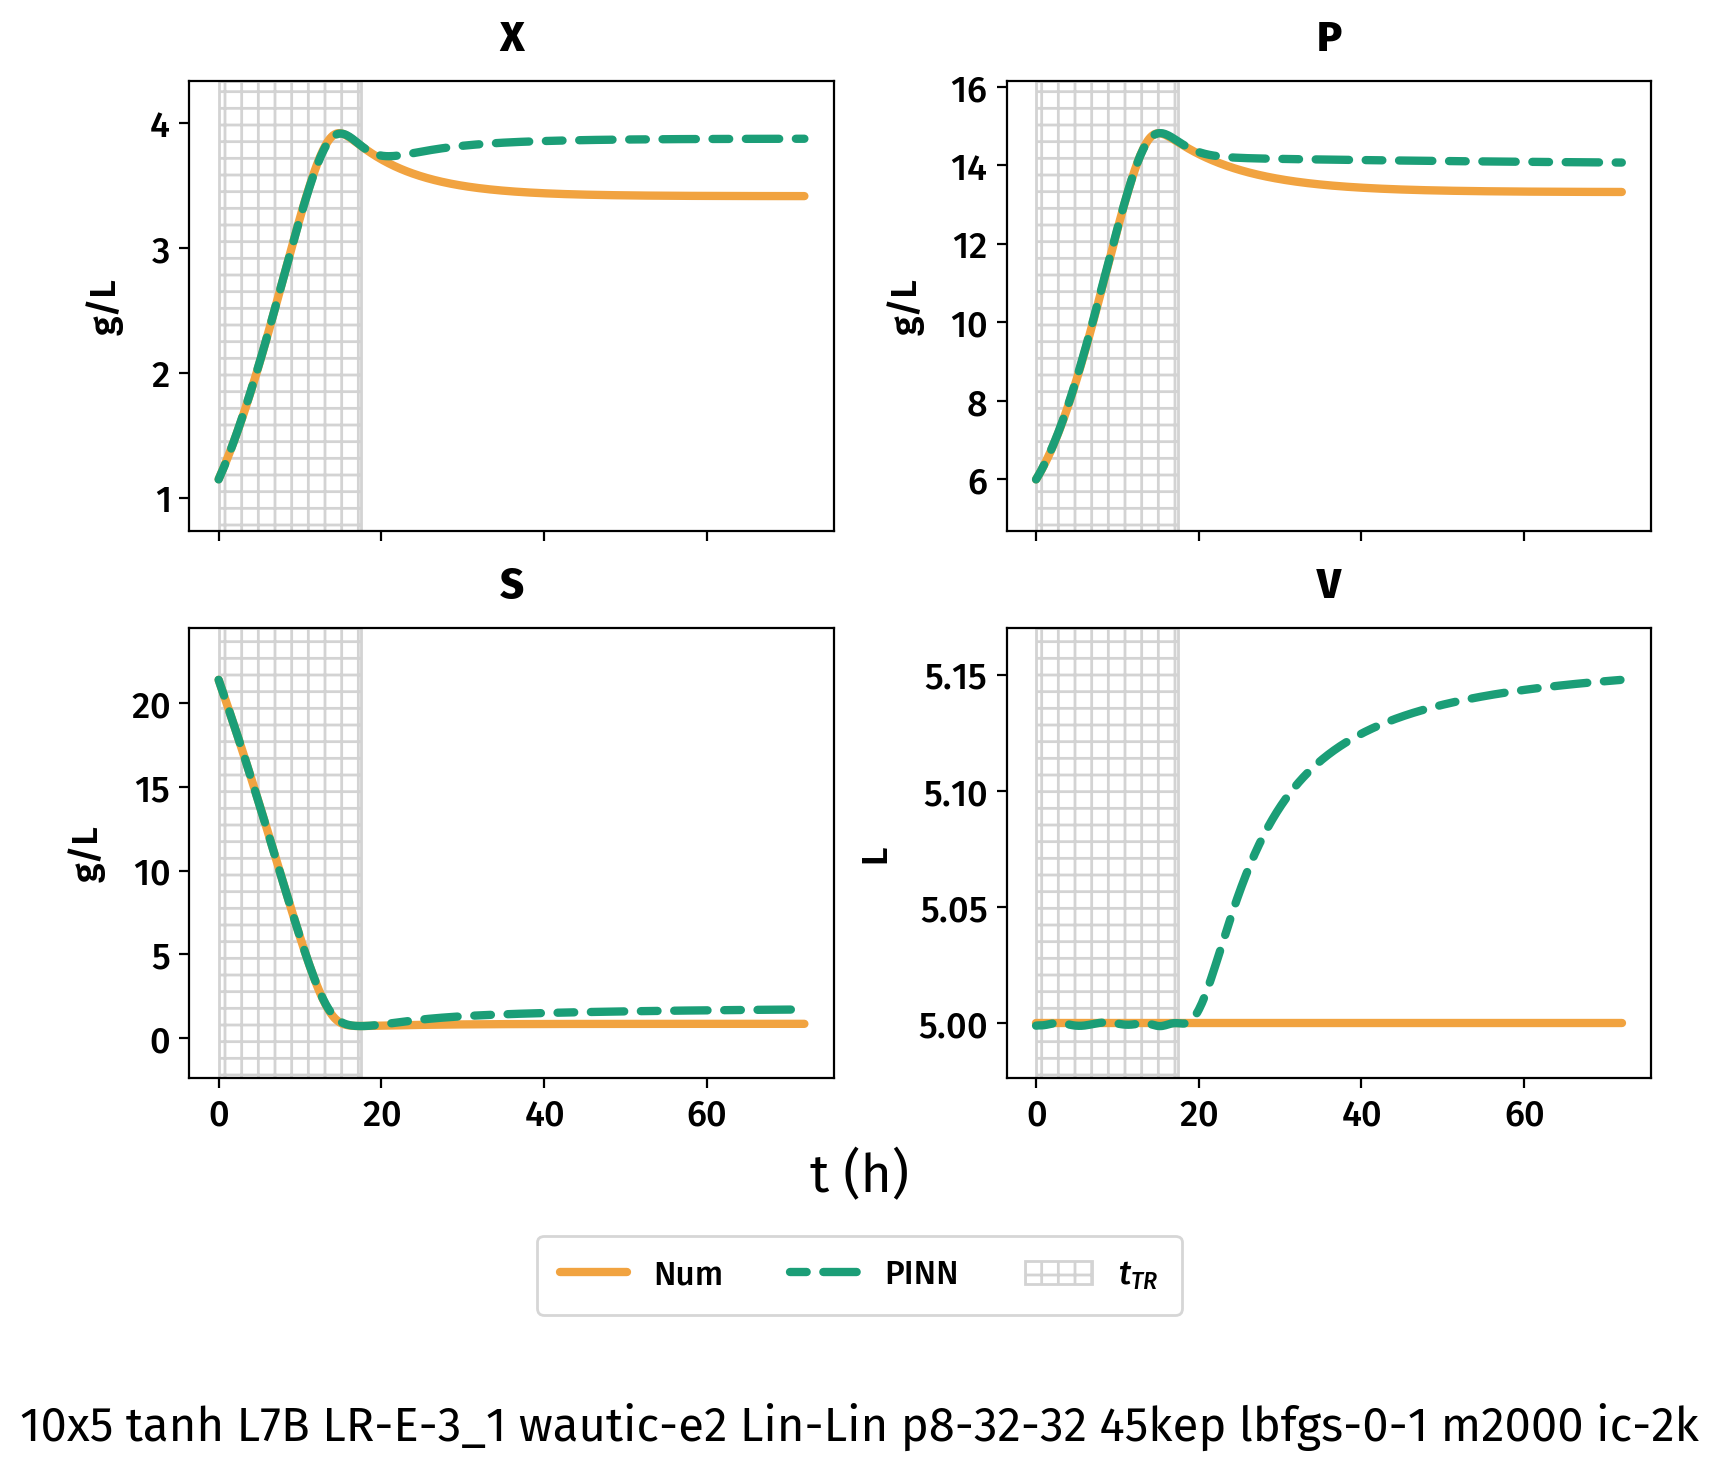 X
P
4
3
2
1
g/L
16
14
12
10
8
6
g/L
S
V
20
15
10
5
0
g/L
5.15
5.10
5.05
5.00
L
0 20 40 60
0 20 40 60
t (h)
Num PINN tTR
10x5 tanh L7B LR-E-3_1 wautic-e2 Lin-Lin p8-32-32 45kep lbfgs-0-1 m2000 ic-2k